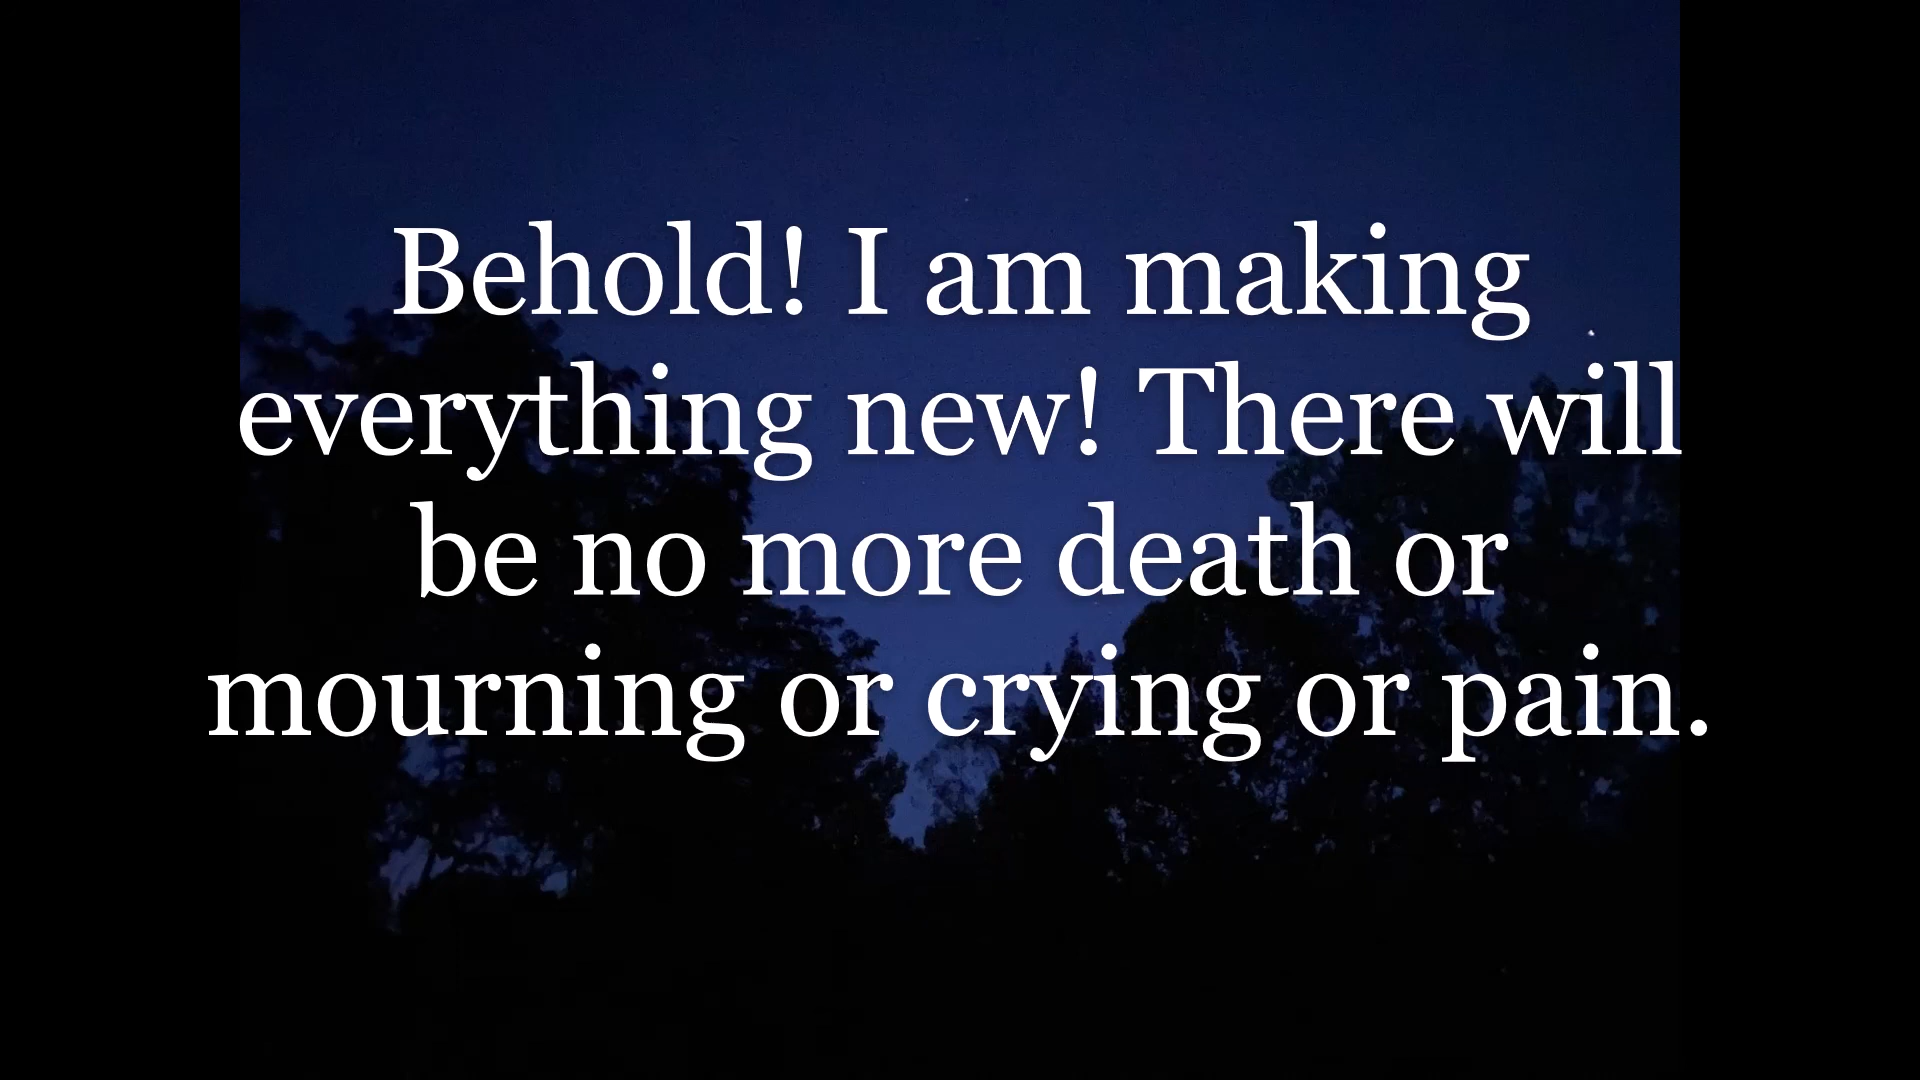 Behold! I am making
everything new! There will
be no more death or
mourning or crying or pain.